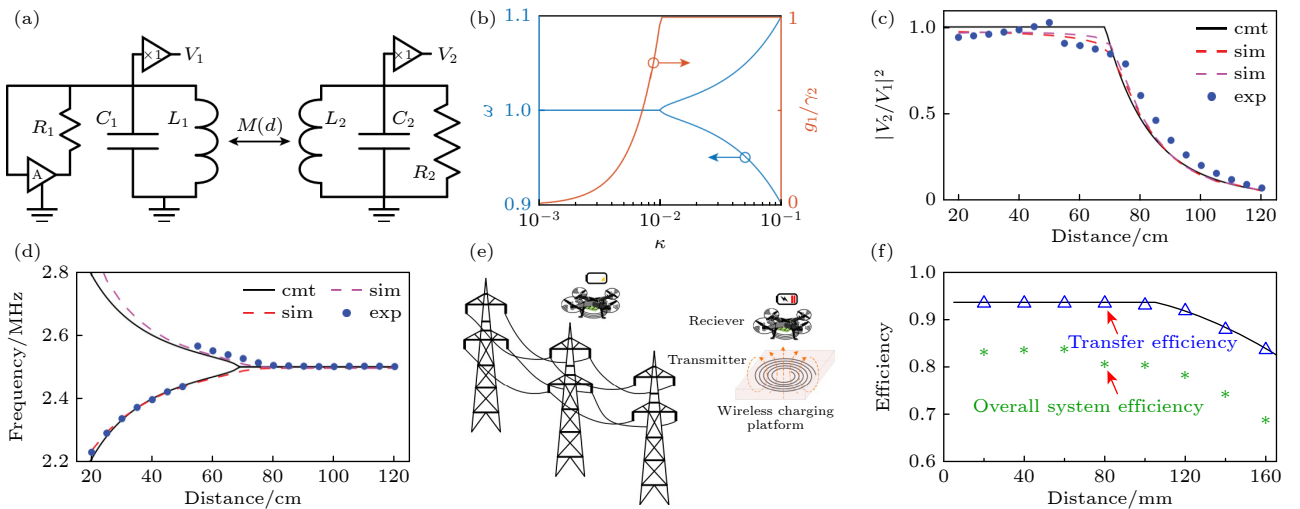 (a)
×1
V1
×1
V2
R1
C1
L1
M(d)
L2
C2
R2
A
(b)
1.1
1.0
0.9
ω
1
0
g1/γ2
10−3
10−2
10−1
κ
(c)
|V2/V1|2
1.0
0.5
0
cmt
sim
sim
exp
20
40
60
80
100
120
Distance/cm
(d)
Frequency/MHz
2.8
2.6
2.4
2.2
cmt
sim
sim
exp
20
40
60
80
100
120
Distance/cm
(e)
Reciever
Transmitter
Wireless charging
platform
(f)
Efficiency
1.0
0.9
0.8
0.7
0.6
Transfer efficiency
Overall system efficiency
0
40
80
120
160
Distance/mm